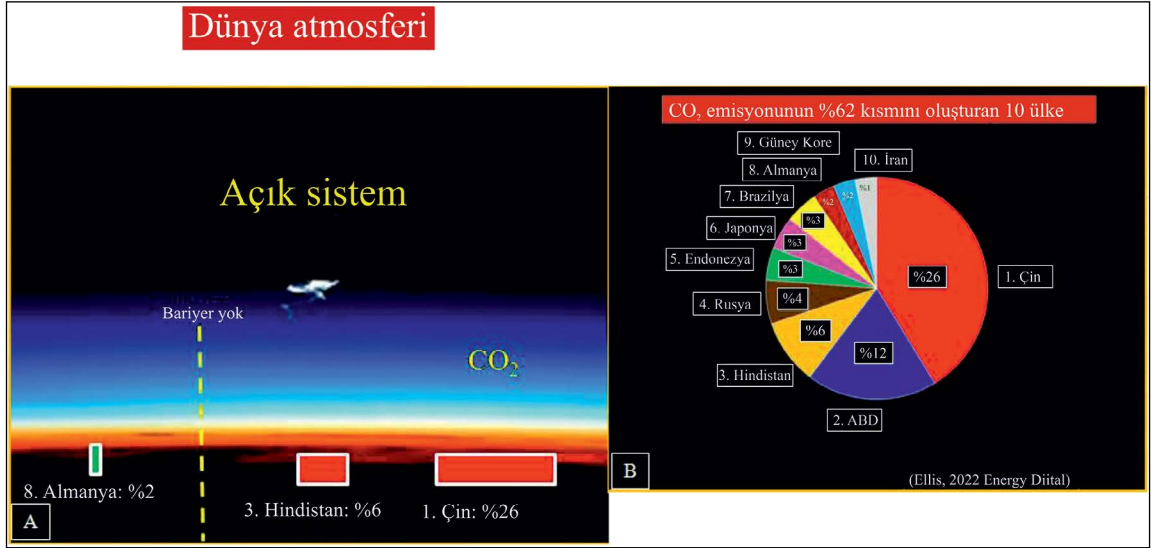 Dünya atmosferi
Açık sistem
Bariyer yok
CO₂
8. Almanya: %2
3. Hindistan: %6
1. Çin: %26
A
CO₂ emisyonunun %62 kısmını oluşturan 10 ülke
9. Güney Kore
10. İran
8. Almanya
7. Brazilya
6. Japonya
5. Endonezya
4. Rusya
3. Hindistan
2. ABD
1. Çin
%1
%2
%2
%3
%3
%3
%4
%6
%12
%26
B
(Ellis, 2022 Energy Diital)